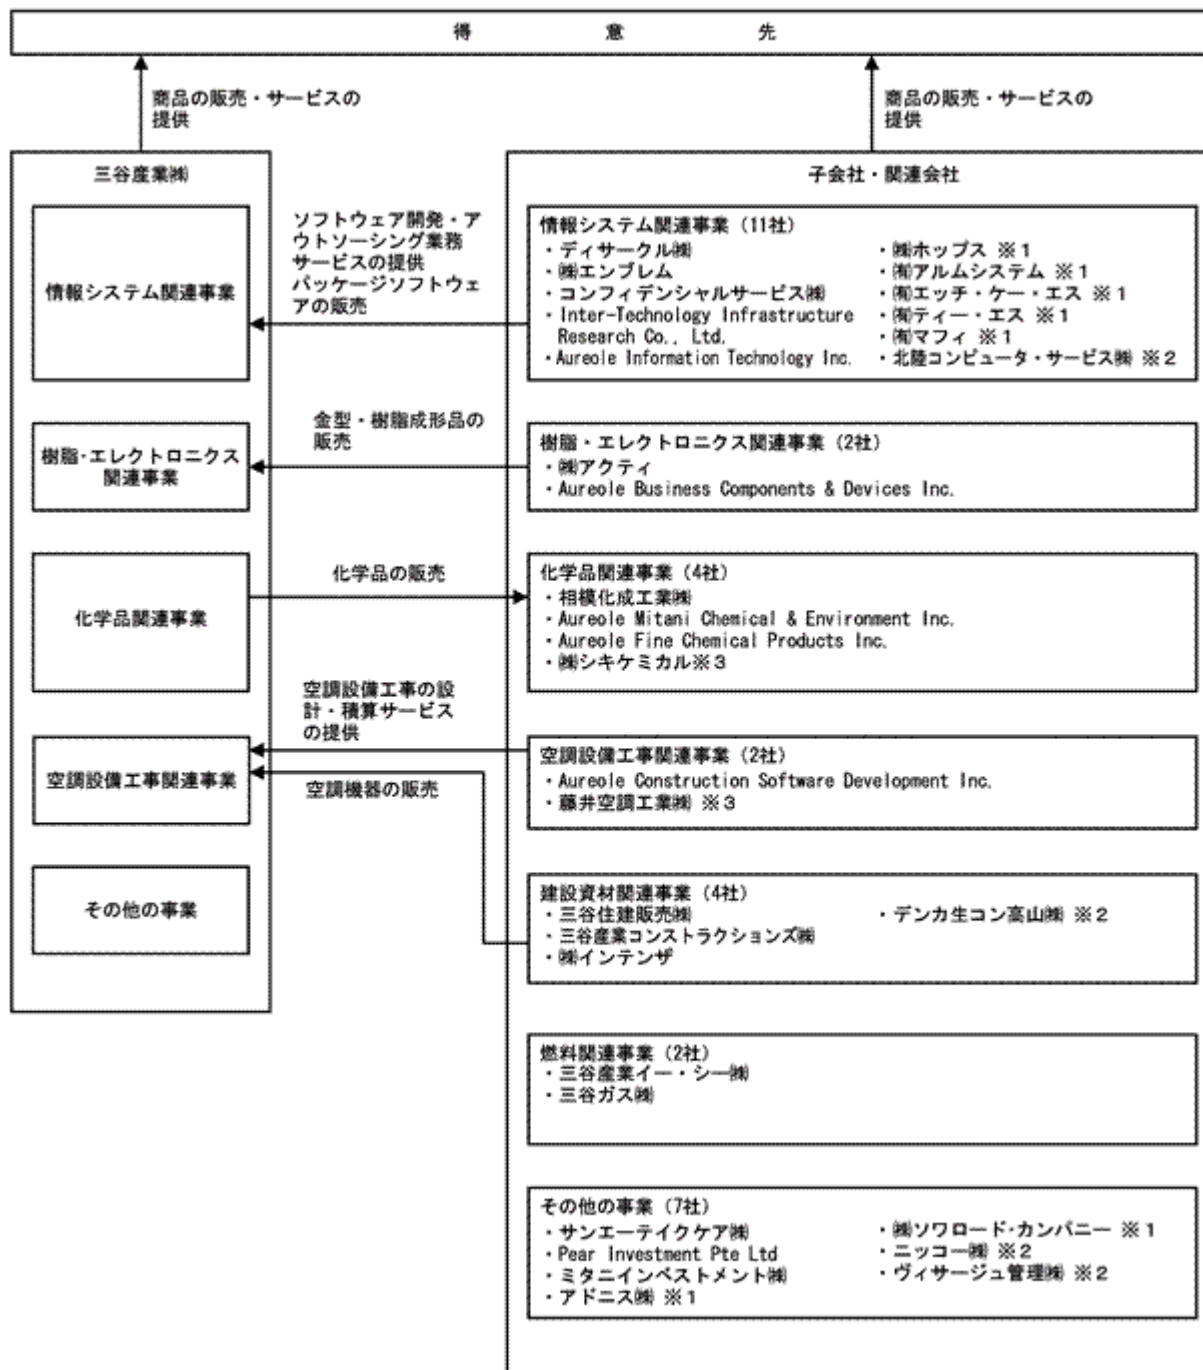 得意先
商品の販売・サービスの
提供
商品の販売・サービスの
提供
三谷産業㈱
情報システム関連事業
樹脂・エレクトロニクス
関連事業
化学品関連事業
空調設備工事関連事業
その他の事業
ソフトウェア開発・ア
ウトソーシング業務
サービスの提供
パッケージソフトウェ
アの販売
金型・樹脂成形品の
販売
化学品の販売
空調設備工事の設
計・積算サービス
の提供
空調機器の販売
子会社・関連会社
情報システム関連事業(11社)
・ディサークル㈱
・㈱エンブレム
・コンフィデンシャルサービス㈱
・Inter-Technology Infrastructure
Research Co., Ltd.
・Aureole Information Technology Inc.
・㈱ホップス ※1
・㈲アルムシステム ※1
・㈲エッチ・ケー・エス ※1
・㈲ティー・エス ※1
・㈲マフィ ※1
・北陸コンピュータ・サービス㈱ ※2
樹脂・エレクトロニクス関連事業(2社)
・㈱アクティ
・Aureole Business Components & Devices Inc.
化学品関連事業(4社)
・相模化成工業㈱
・Aureole Mitani Chemical & Environment Inc.
・Aureole Fine Chemical Products Inc.
・㈱シキケミカル※3
空調設備工事関連事業(2社)
・Aureole Construction Software Development Inc.
・藤井空調工業㈱ ※3
建設資材関連事業(4社)
・三谷住建販売㈱
・三谷産業コンストラクションズ㈱
・㈱インテンザ
・デンカ生コン高山㈱ ※2
燃料関連事業(2社)
・三谷産業イー・シー㈱
・三谷ガス㈱
その他の事業(7社)
・サンエーテイクケア㈱
・Pear Investment Pte Ltd
・ミタニインベストメント㈱
・アドニス㈱ ※1
・㈱ソワロード・カンパニー ※1
・ニッコー㈱ ※2
・ヴィサージュ管理㈱ ※2